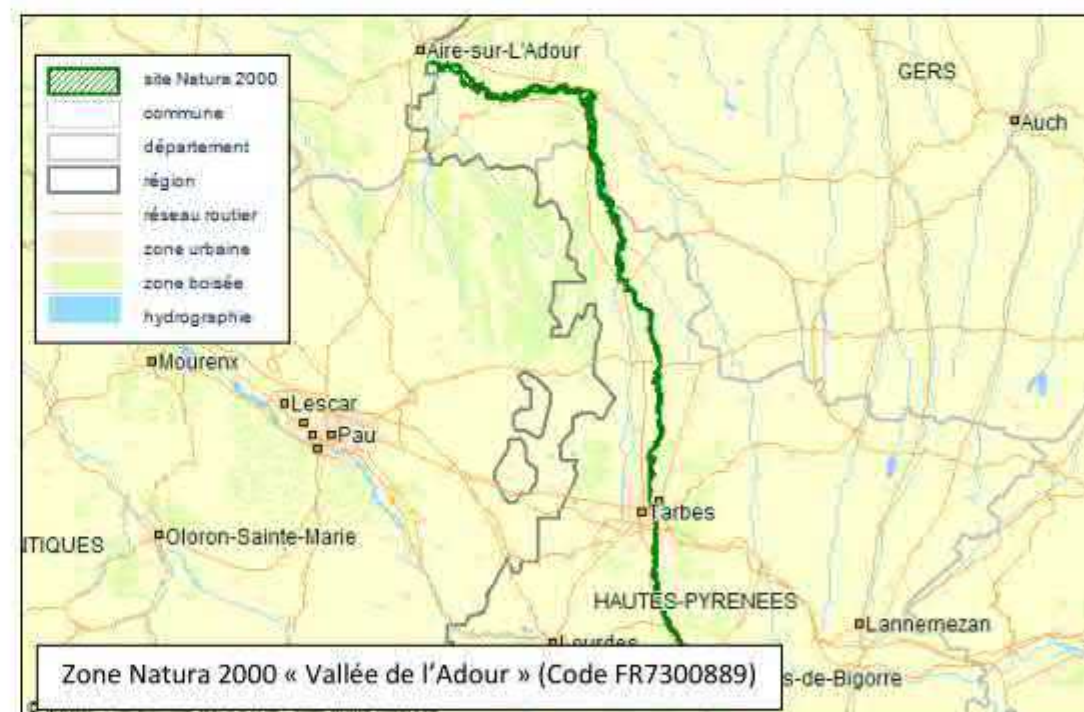 Aire-sur-L'Adour
GERS
Auch
site Natura 2000
commune
département
région
réseau routier
zone urbaine
zone boisée
hydrographie
Mourenx
Lescar
Pau
Tarbes
Oloron-Sainte-Marie
NTIQUES
HAUTES-PYRENEES
Lannemezan
Lourdes
Zone Natura 2000 « Vallée de l'Adour » (Code FR7300889)
s-de-Bigorre